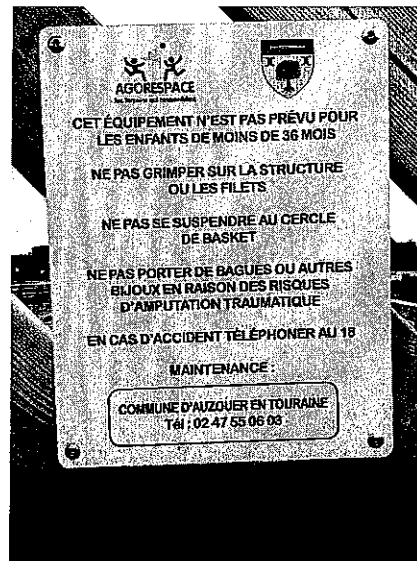 AGORESPACE
CET ÉQUIPEMENT N'EST PAS PRÉVU POUR
LES ENFANTS DE MOINS DE 36 MOIS
NE PAS GRIMPER SUR LA STRUCTURE
OU LES FILETS
NE PAS SE SUSPENDRE AU CERCLE
DE BASKET
NE PAS PORTER DE BAGUES OU AUTRES
BIJOUX EN RAISON DES RISQUES
D'AMPUTATION TRAUMATIQUE
EN CAS D'ACCIDENT TÉLÉPHONER AU 18
MAINTENANCE :
COMMUNE D'AUZOUER EN TOURAINE
Tél : 02 47 55 06 03